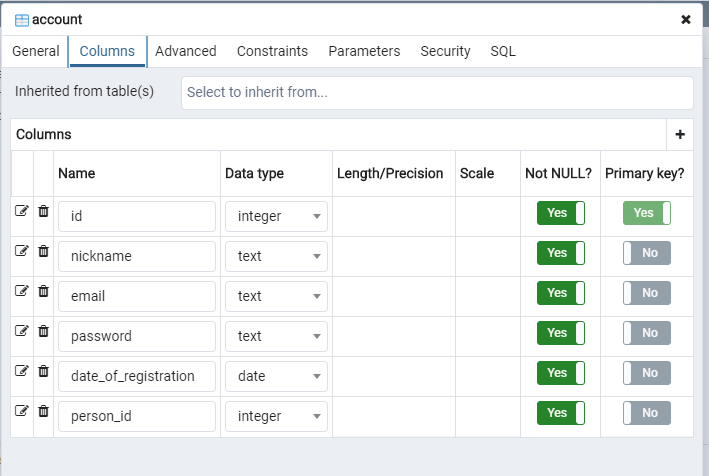 account
General Columns Advanced Constraints Parameters Security SQL
Inherited from table(s) Select to inherit from...
Columns
Name Data type Length/Precision Scale Not NULL? Primary key?
id integer Yes Yes
nickname text Yes No
email text Yes No
password text Yes No
date_of_registration date Yes No
person_id integer Yes No